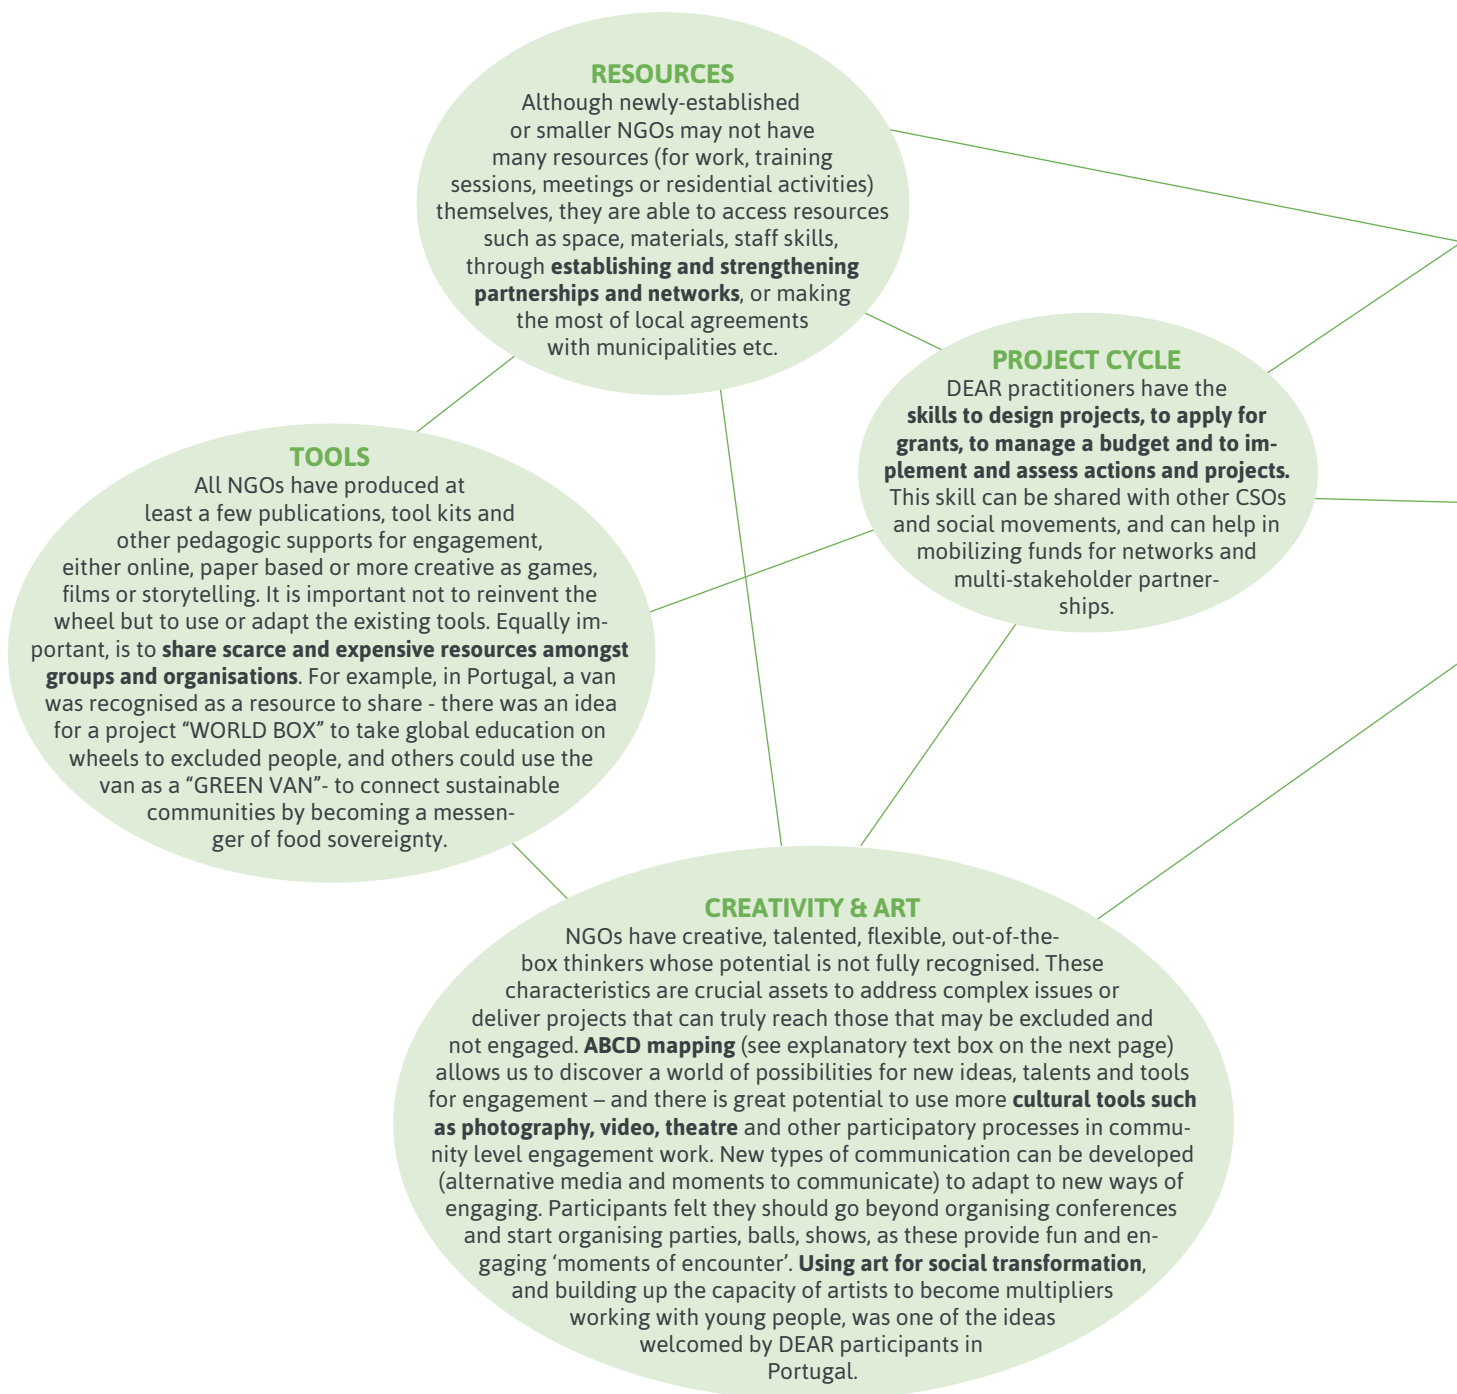 RESOURCES
Although newly-established
or smaller NGOs may not have
many resources (for work, training
sessions, meetings or residential activities)
themselves, they are able to access resources
such as space, materials, staff skills,
through establishing and strengthening
partnerships and networks, or making
the most of local agreements
with municipalities etc.
PROJECT CYCLE
DEAR practitioners have the
skills to design projects, to apply for
grants, to manage a budget and to im-
plement and assess actions and projects.
This skill can be shared with other CSOs
and social movements, and can help in
mobilizing funds for networks and
multi-stakeholder partner-
ships.
TOOLS
All NGOs have produced at
least a few publications, tool kits and
other pedagogic supports for engagement,
either online, paper based or more creative as games,
films or storytelling. It is important not to reinvent the
wheel but to use or adapt the existing tools. Equally im-
portant, is to share scarce and expensive resources amongst
groups and organisations. For example, in Portugal, a van
was recognised as a resource to share - there was an idea
for a project “WORLD BOX” to take global education on
wheels to excluded people, and others could use the
van as a “GREEN VAN”- to connect sustainable
communities by becoming a messen-
ger of food sovereignty.
CREATIVITY & ART
NGOs have creative, talented, flexible, out-of-the-
box thinkers whose potential is not fully recognised. These
characteristics are crucial assets to address complex issues or
deliver projects that can truly reach those that may be excluded and
not engaged. ABCD mapping (see explanatory text box on the next page)
allows us to discover a world of possibilities for new ideas, talents and tools
for engagement – and there is great potential to use more cultural tools such
as photography, video, theatre and other participatory processes in commu-
nity level engagement work. New types of communication can be developed
(alternative media and moments to communicate) to adapt to new ways of
engaging. Participants felt they should go beyond organising conferences
and start organising parties, balls, shows, as these provide fun and en-
gaging ‘moments of encounter’. Using art for social transformation,
and building up the capacity of artists to become multipliers
working with young people, was one of the ideas
welcomed by DEAR participants in
Portugal.